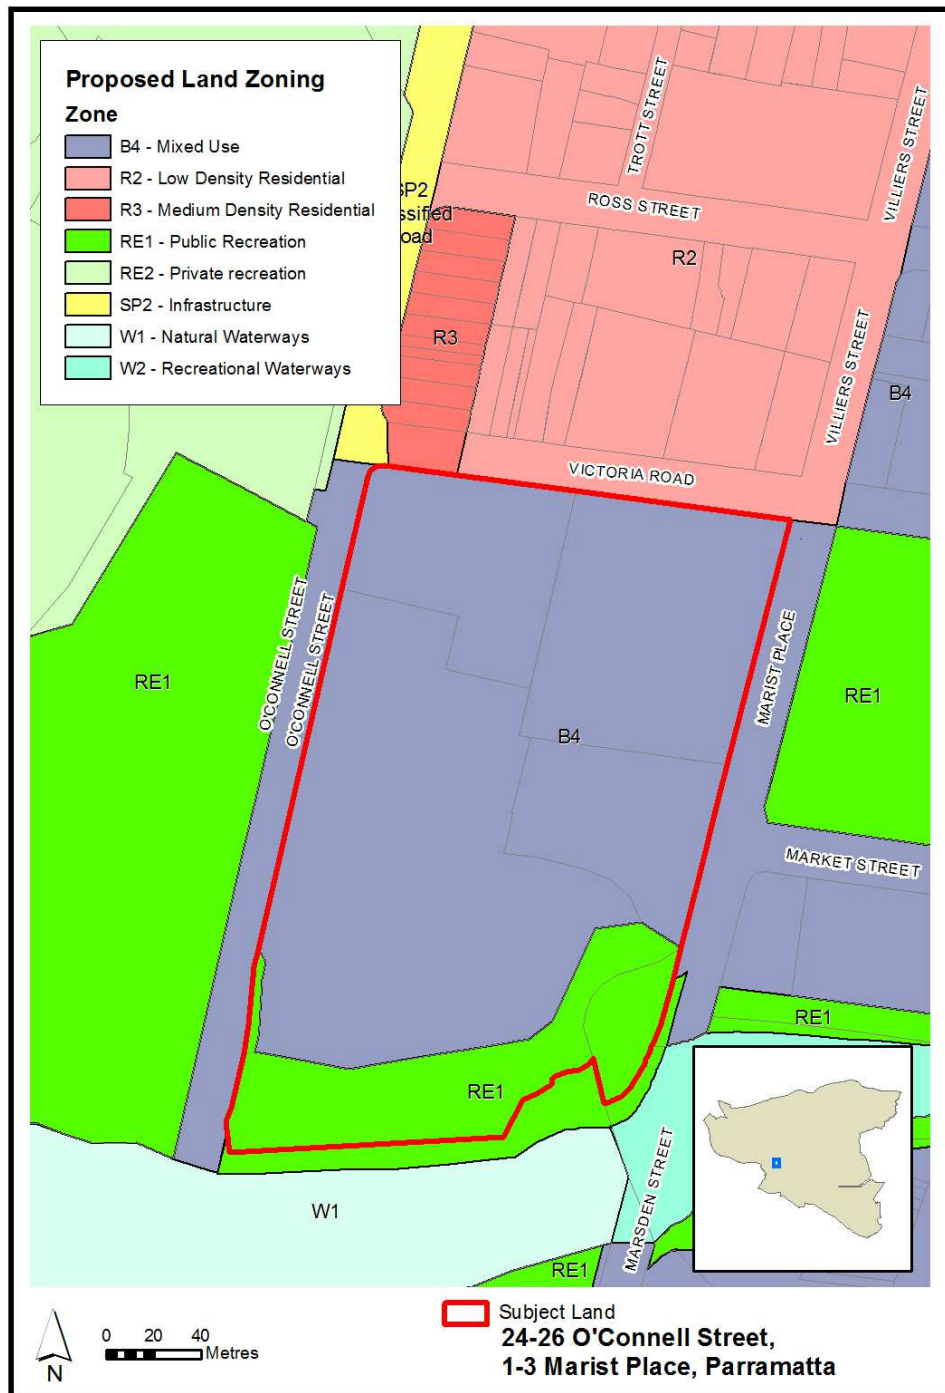 Proposed Land Zoning
Zone
B4 - Mixed Use
R2 - Low Density Residential
R3 - Medium Density Residential
RE1 - Public Recreation
RE2 - Private recreation
SP2 - Infrastructure
W1 - Natural Waterways
W2 - Recreational Waterways
TROTT STREET
VILLIERS STREET
SP2
ssified
oad
ROSS STREET
R2
R3
VILLIERS STREET
B4
VICTORIA ROAD
O'CONNELL STREET
O'CONNELL STREET
MARIST PLACE
RE1
RE1
B4
MARKET STREET
RE1
RE1
MARSDEN STREET
W1
RE1
N
0 20 40
Metres
Subject Land
24-26 O'Connell Street,
1-3 Marist Place, Parramatta